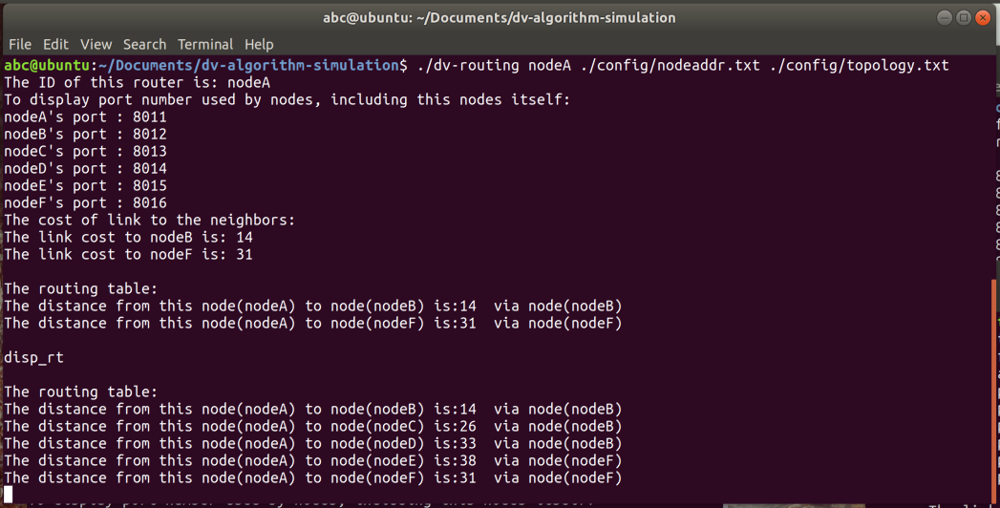 abc@ubuntu: ~/Documents/dv-algorithm-simulation
File Edit View Search Terminal Help
abc@ubuntu:~/Documents/dv-algorithm-simulation$ ./dv-routing nodeA ./config/nodeaddr.txt ./config/topology.txt
The ID of this router is: nodeA
To display port number used by nodes, including this nodes itself:
nodeA's port : 8011
nodeB's port : 8012
nodeC's port : 8013
nodeD's port : 8014
nodeE's port : 8015
nodeF's port : 8016
The cost of link to the neighbors:
The link cost to nodeB is: 14
The link cost to nodeF is: 31
The routing table:
The distance from this node(nodeA) to node(nodeB) is:14  via node(nodeB)
The distance from this node(nodeA) to node(nodeF) is:31  via node(nodeF)
disp_rt
The routing table:
The distance from this node(nodeA) to node(nodeB) is:14  via node(nodeB)
The distance from this node(nodeA) to node(nodeC) is:26  via node(nodeB)
The distance from this node(nodeA) to node(nodeD) is:33  via node(nodeB)
The distance from this node(nodeA) to node(nodeE) is:38  via node(nodeF)
The distance from this node(nodeA) to node(nodeF) is:31  via node(nodeF)